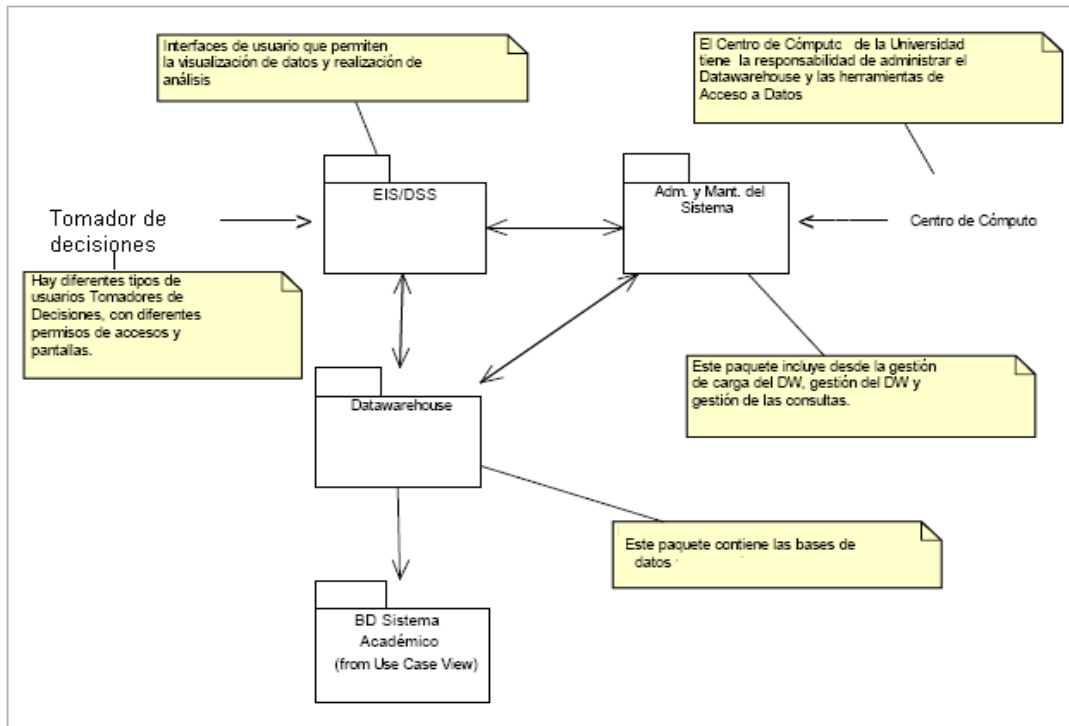 Interfaces de usuario que permiten
la visualización de datos y realización de
análisis
El Centro de Cómputo de la Universidad
tiene la responsabilidad de administrar el
Datawarehouse y las herramientas de
Acceso a Datos
EIS/DSS
Adm. y Mant. del
Sistema
Tomador de
decisiones
Centro de Cómputo
Hay diferentes tipos de
usuarios Tomadores de
Decisiones, con diferentes
permisos de accesos y
pantallas.
Este paquete incluye desde la gestión
de carga del DW, gestión del DW y
gestión de las consultas.
Datawarehouse
Este paquete contiene las bases de
datos
BD Sistema
Académico
(from Use Case View)